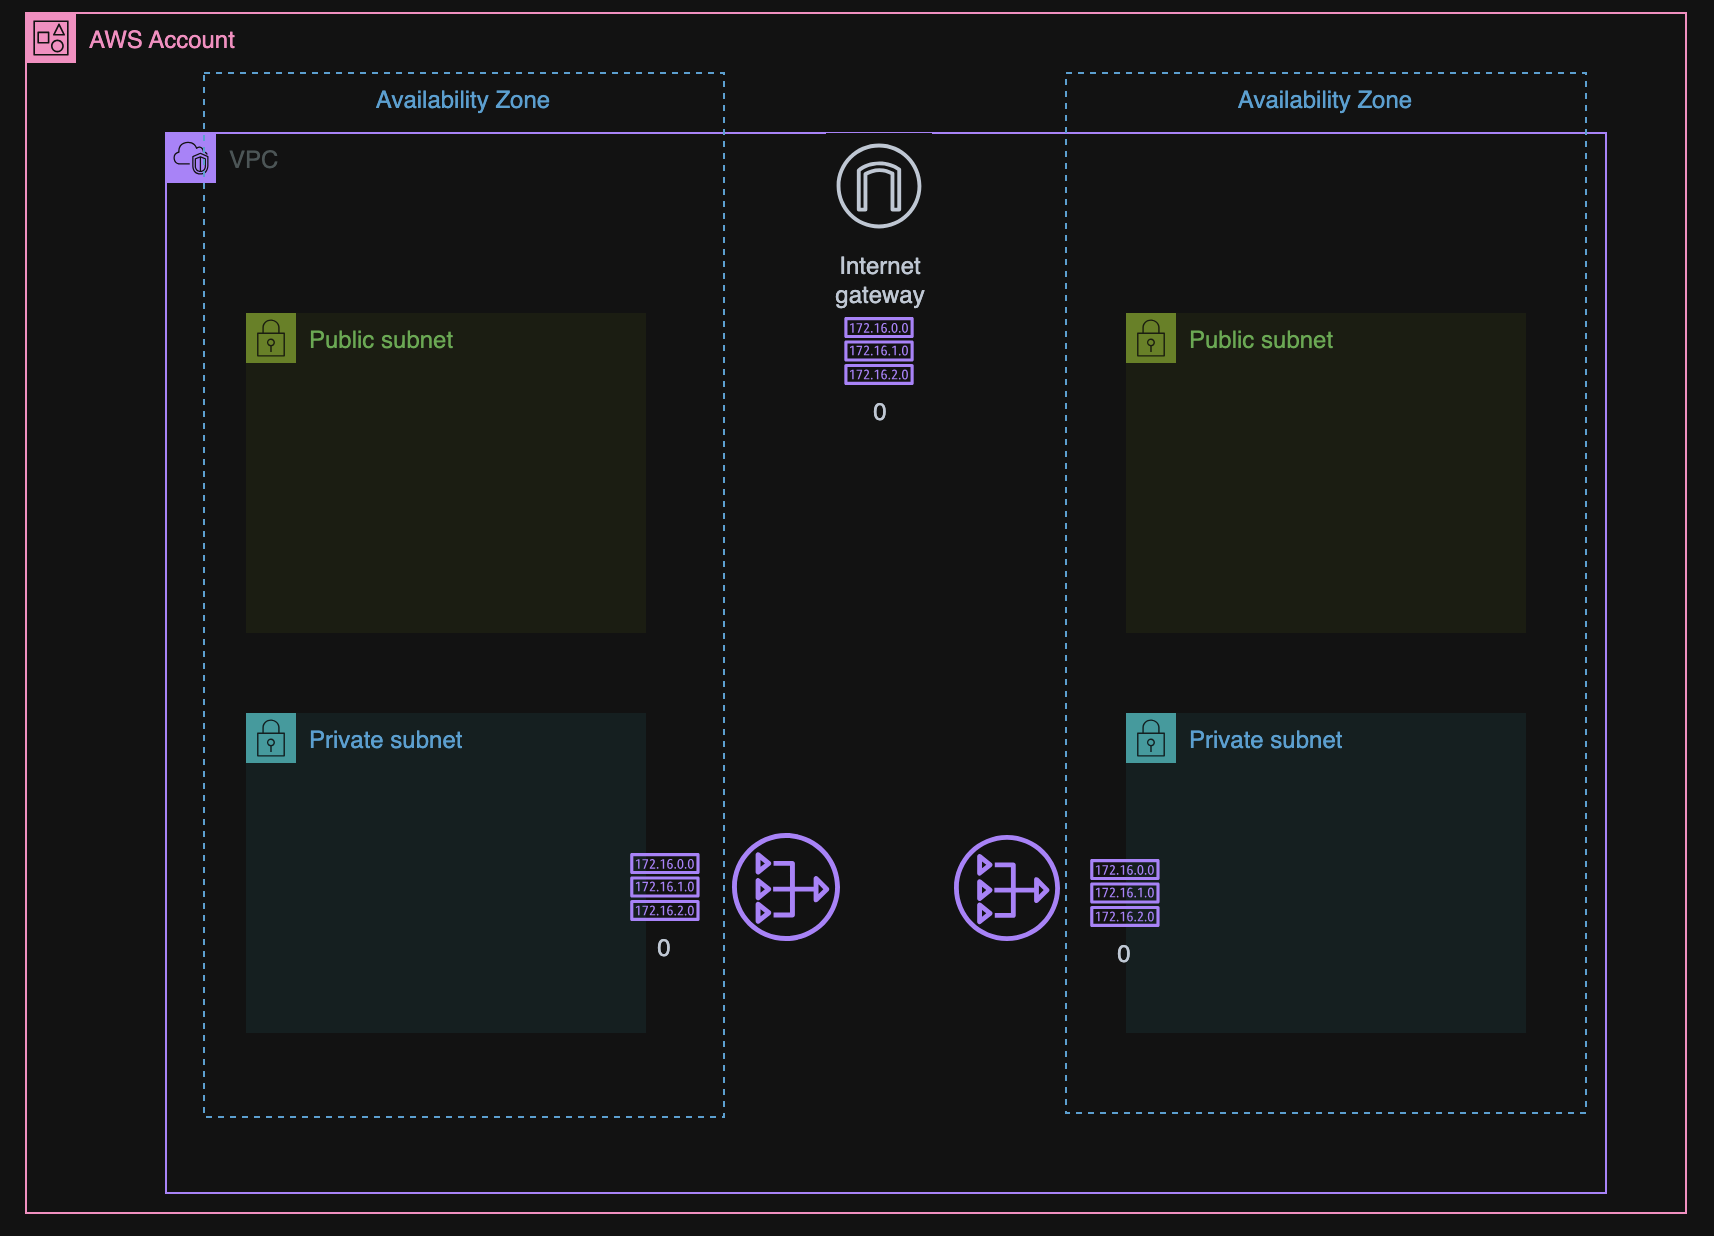 AWS Account
Availability Zone
Availability Zone
VPC
Internet
gateway
172.16.0.0
172.16.1.0
172.16.2.0
0
Public subnet
Public subnet
Private subnet
Private subnet
172.16.0.0
172.16.1.0
172.16.2.0
0
172.16.0.0
172.16.1.0
172.16.2.0
0